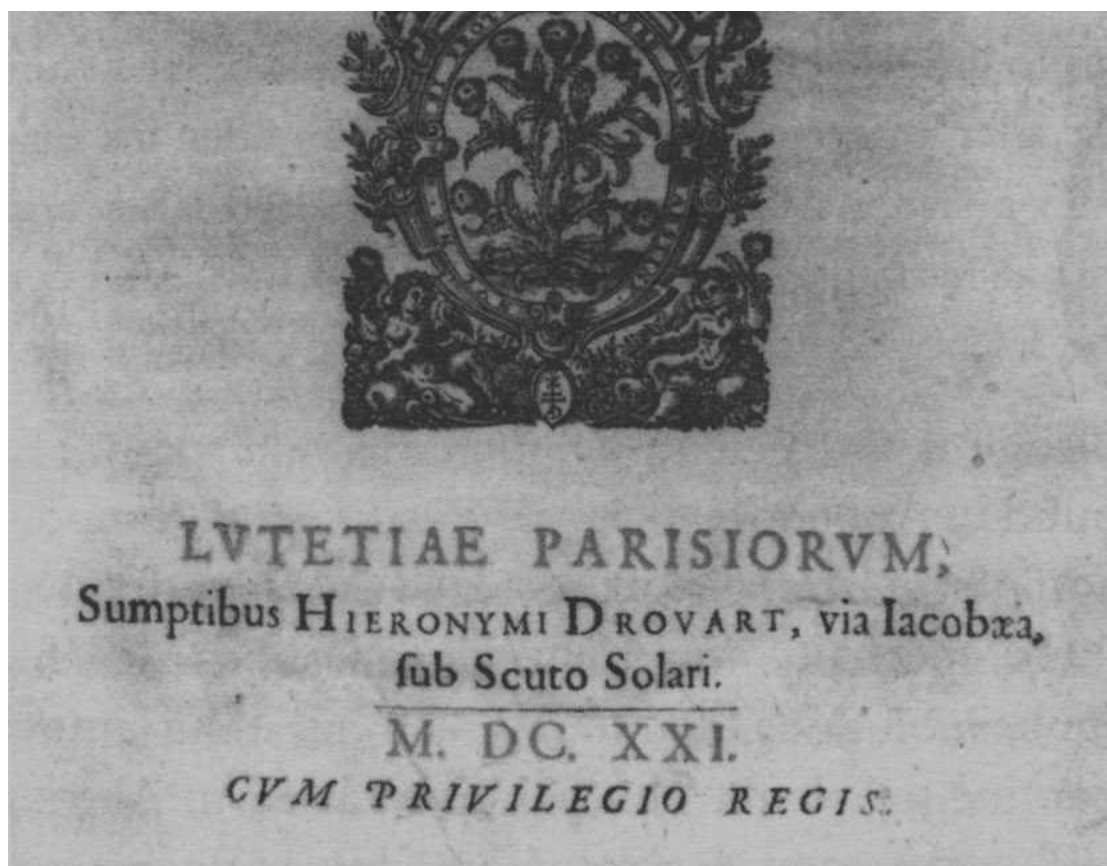 LVTETIAE PARISIORVM,
Sumptibus HIERONYMI DROVART, via Iacobæa,
ſub Scuto Solari.
M. DC. XXI.
CVM PRIVILEGIO REGIS.